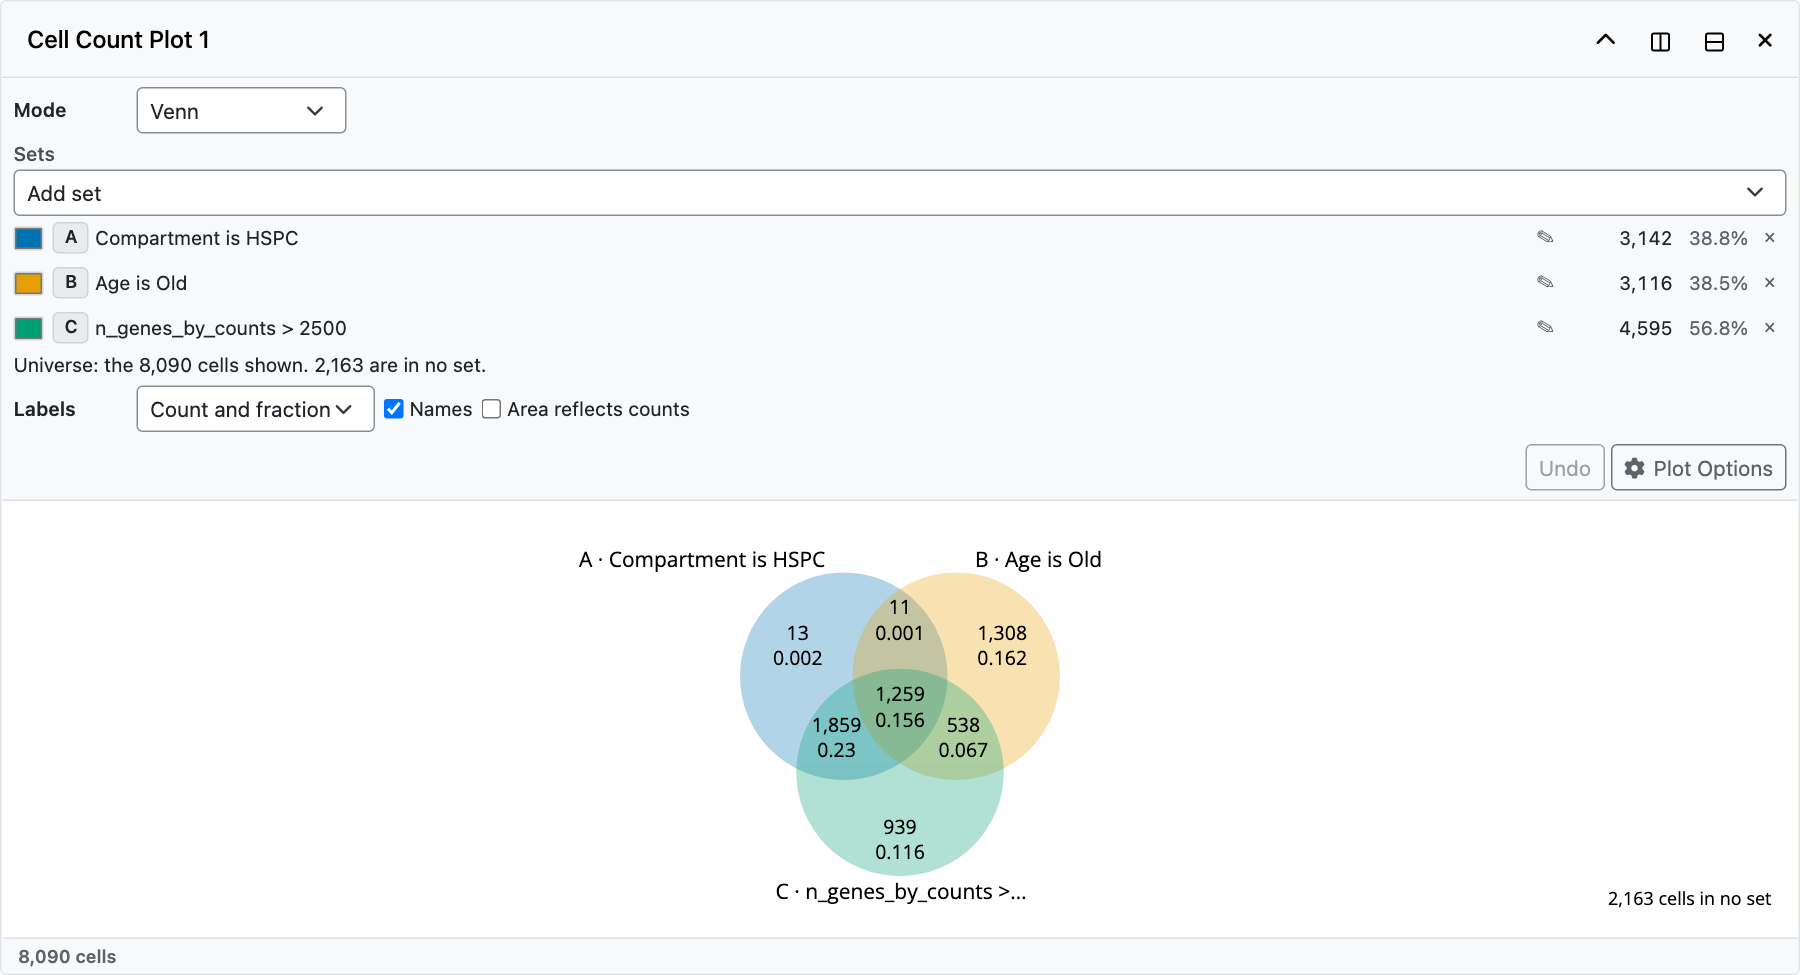 Cell Count Plot 1
Mode
Venn
Sets
Add set
A Compartment is HSPC 3,142 38.8% ×
B Age is Old 3,116 38.5% ×
C n_genes_by_counts > 2500 4,595 56.8% ×
Universe: the 8,090 cells shown. 2,163 are in no set.
Labels
Count and fraction
Names
Area reflects counts
Undo
Plot Options
A · Compartment is HSPC
B · Age is Old
11
0.001
13
0.002
1,308
0.162
1,259
0.156
1,859
0.23
538
0.067
939
0.116
C · n_genes_by_counts >...
2,163 cells in no set
8,090 cells